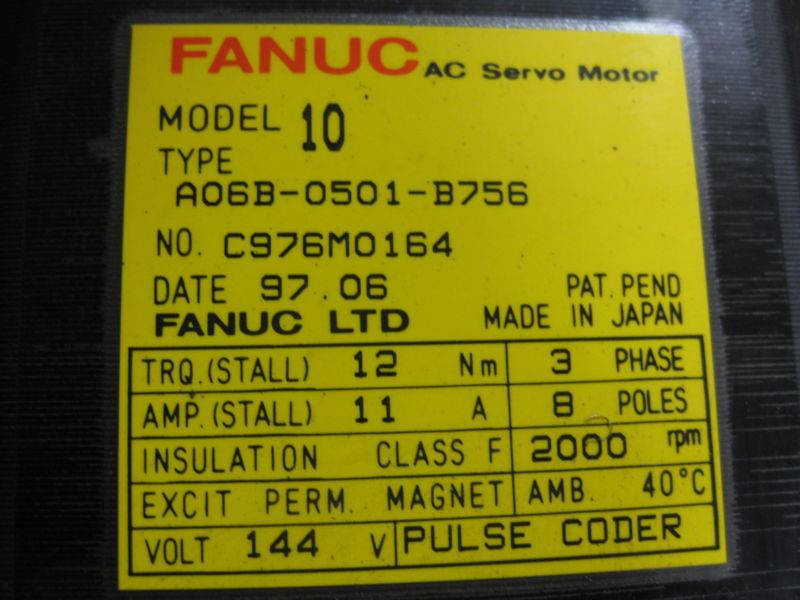 FANUC AC Servo Motor
MODEL 10
TYPE
A06B-0501-B756
NO. C976M0164
DATE 97.06 PAT. PEND
FANUC LTD MADE IN JAPAN
TRQ.(STALL) 12 Nm 3 PHASE
AMP.(STALL) 11 A 8 POLES
INSULATION CLASS F 2000 rpm
EXCIT PERM. MAGNET AMB. 40°C
VOLT 144 V PULSE CODER